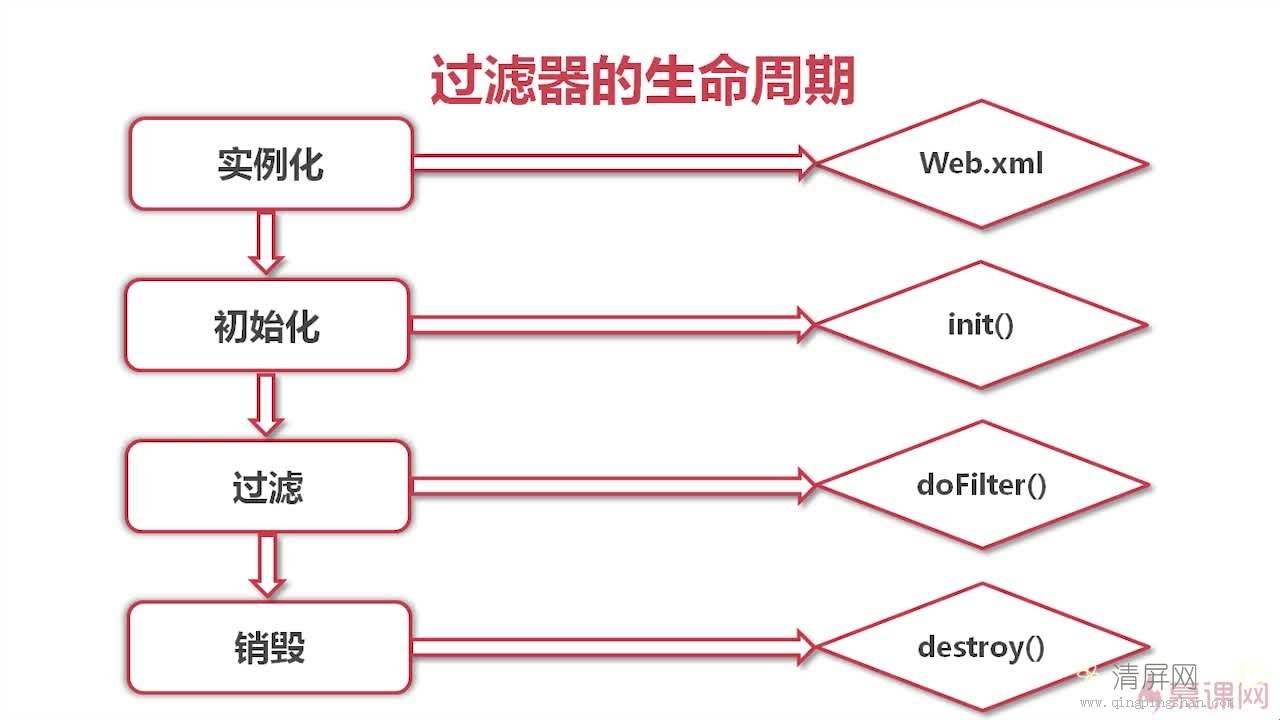 过滤器的生命周期
实例化
Web.xml
初始化
init()
过滤
doFilter()
销毁
destroy()
清屏网
慕课网
www.qingpingshan.com